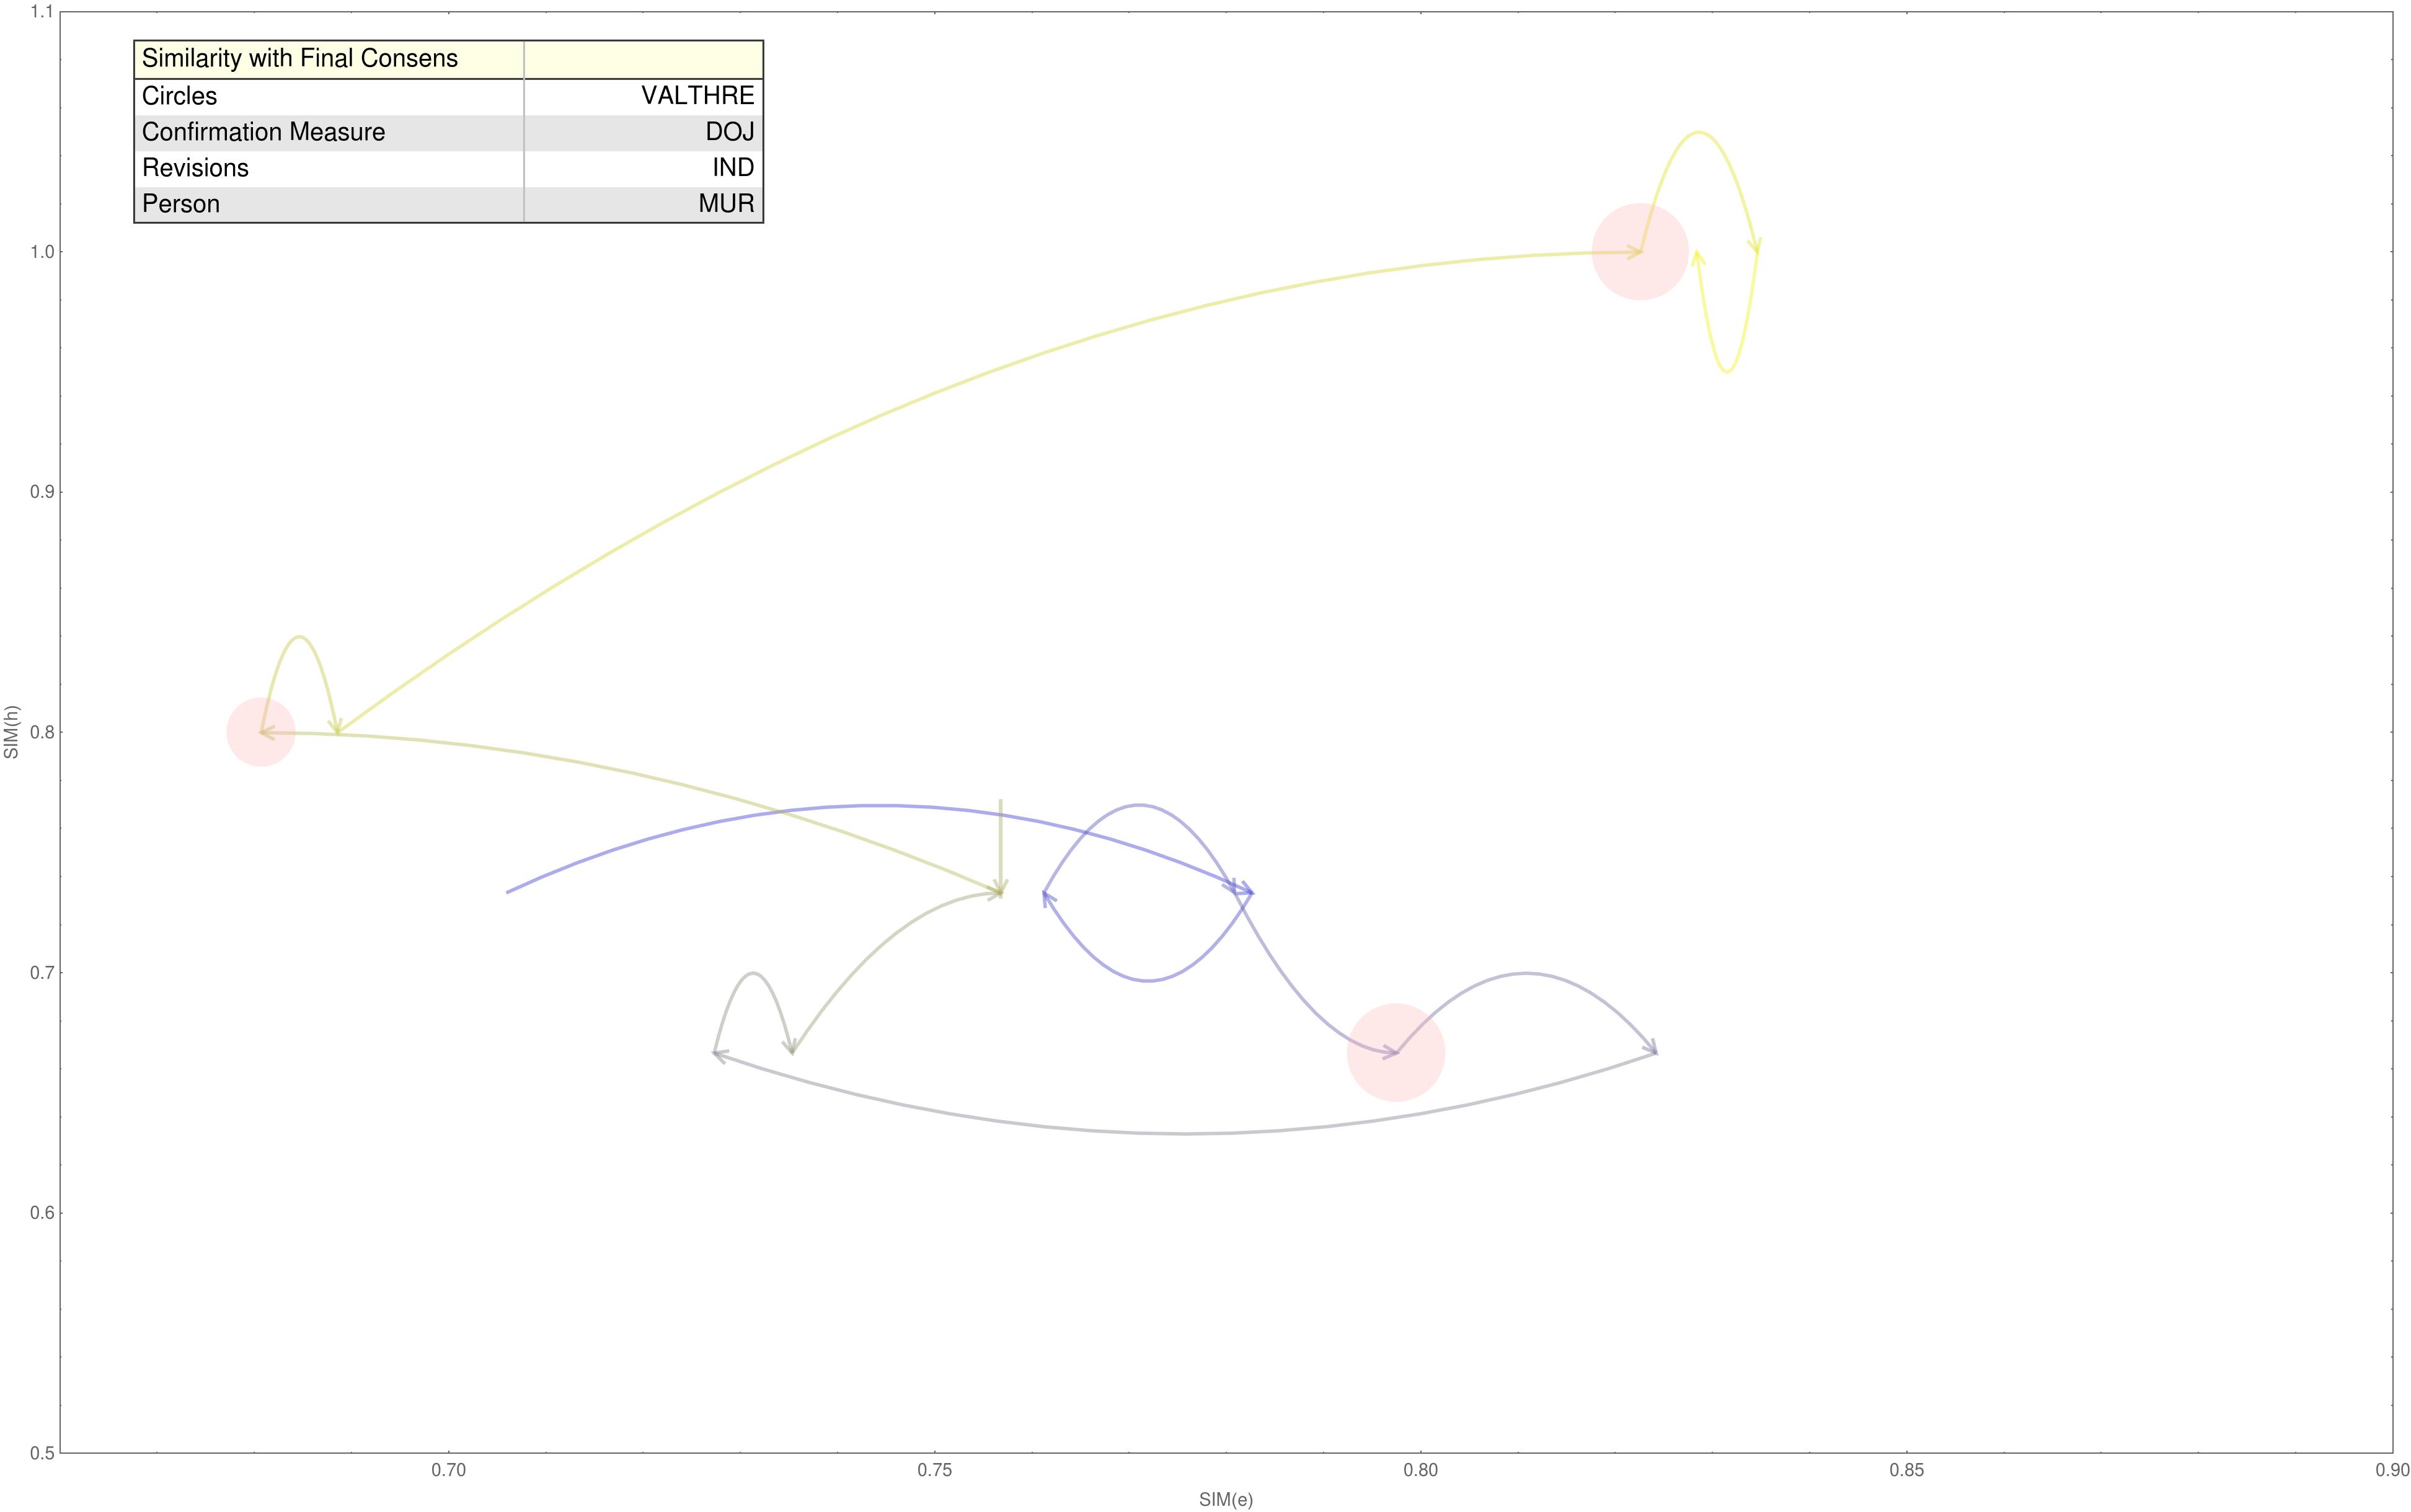 1.1
Similarity with Final Consens
Circles VALTHRE
Confirmation Measure DOJ
Revisions IND
Person MUR
1.0
0.9
0.8
SIM(h)
0.7
0.6
0.5
0.70 0.75 0.80 0.85 0.90
SIM(e)